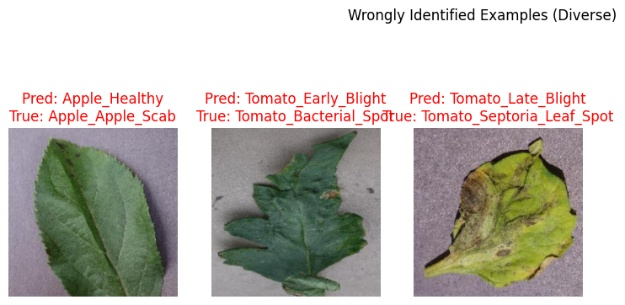 Wrongly Identified Examples (Diverse)
Pred: Apple_Healthy
True: Apple_Apple_Scab
Pred: Tomato_Early_Blight
True: Tomato_Bacterial_Spot
Pred: Tomato_Late_Blight
True: Tomato_Septoria_Leaf_Spot